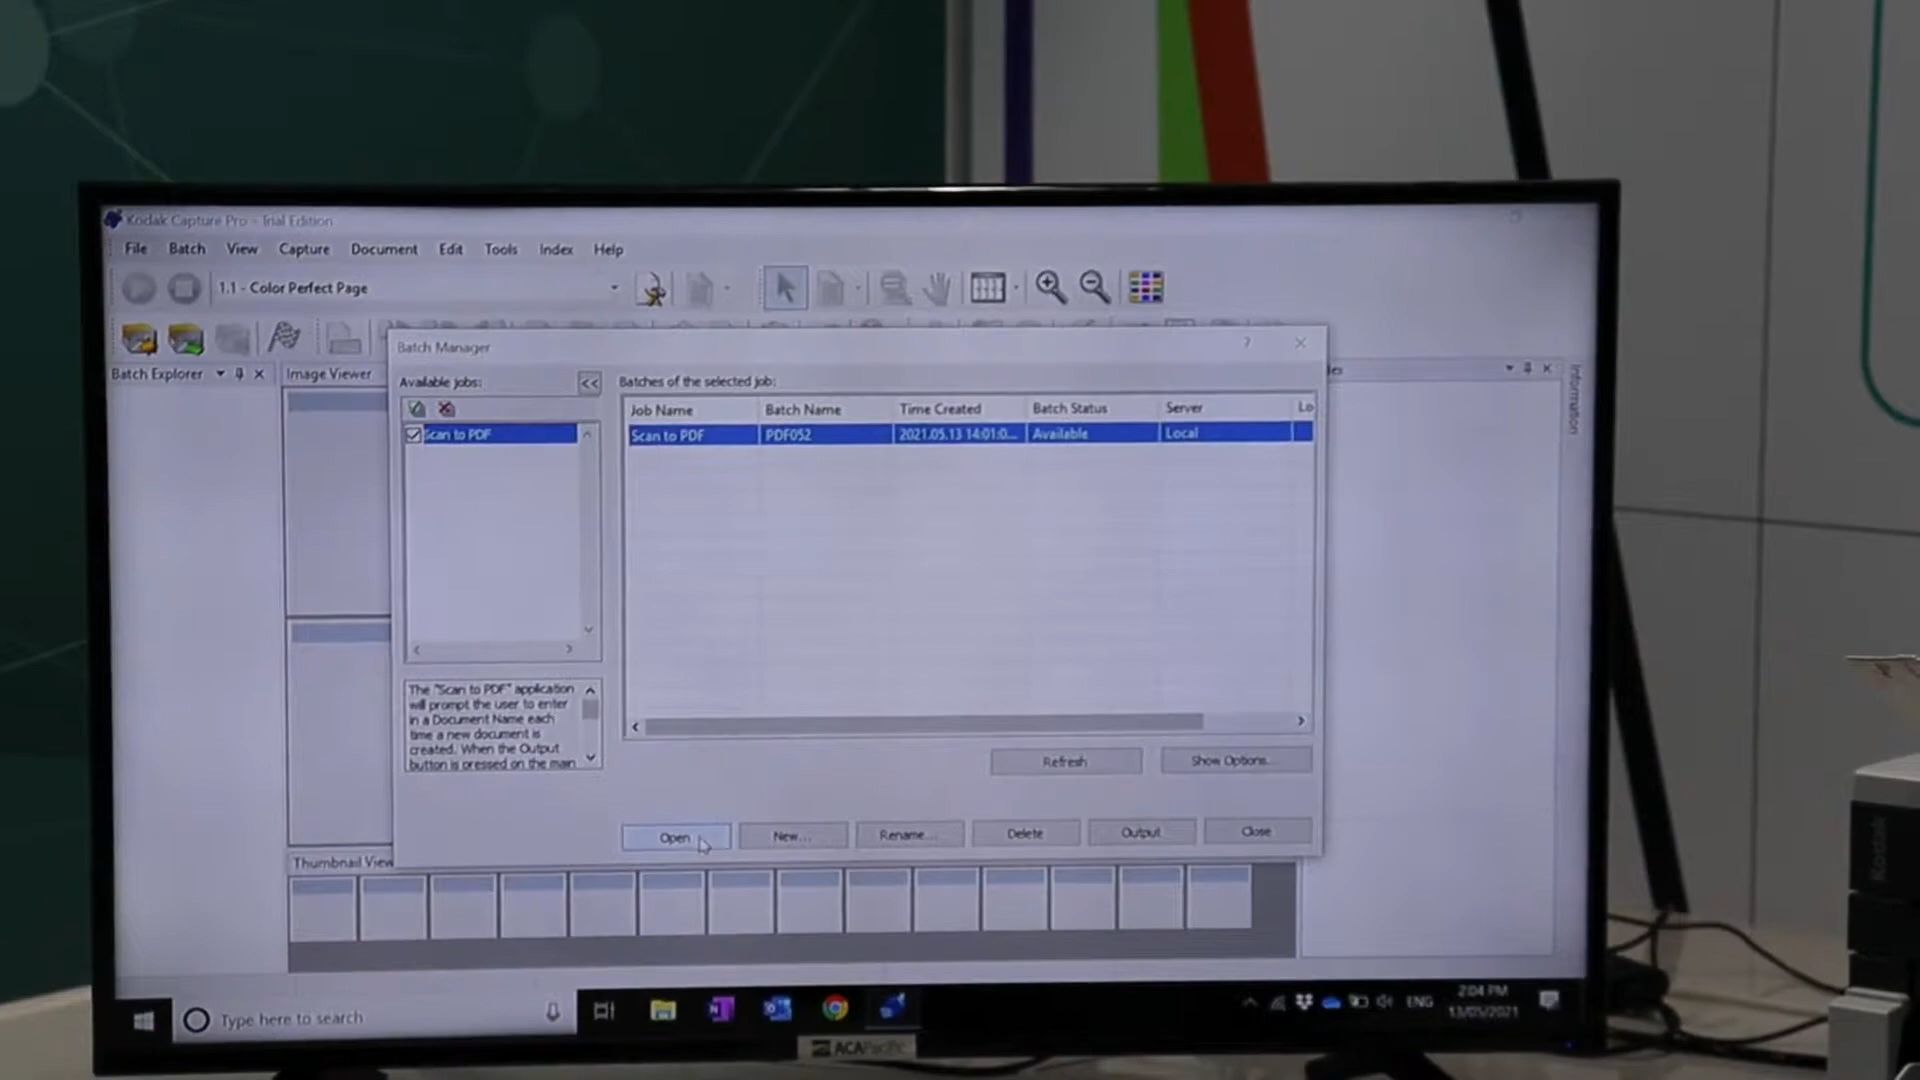 Kodak Capture Pro - Trial Edition
File Batch View Capture Document Edit Tools Index Help
1.1 - Color Perfect Page
Batch Explorer
Image Viewer
Information
Batch Manager ?
Available jobs: <<
Scan to PDF
Batches of the selected job:
Job Name Batch Name Time Created Batch Status Server Lo
Scan to PDF PDF052 2021.05.13 14:01:0... Available Local
The "Scan to PDF" application
will prompt the user to enter
in a Document Name each
time a new document is
created. When the Output
button is pressed on the main
Refresh Show Options...
Open New... Rename... Delete Output Close
Thumbnail View
Type here to search
ENG
2:04 PM
13/05/2021
ACAPacific
Kodak